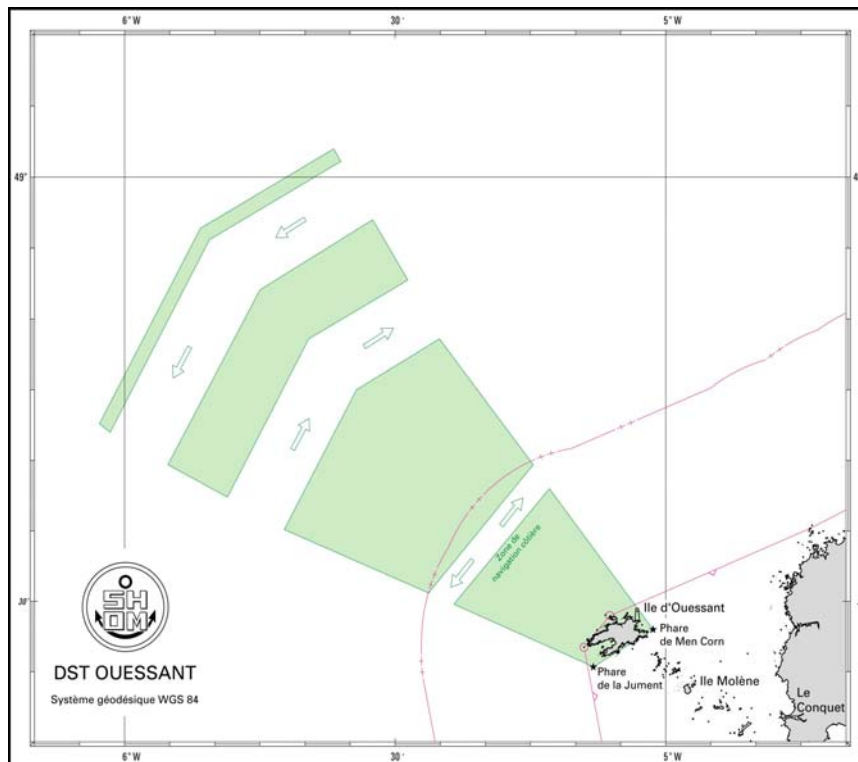 6° W
30 '
5° W
49°
4
Zone de
navigation côtière
30'
SH
OM
DST OUESSANT
Système géodésique WGS 84
Ile d'Ouessant
Phare
de Men Corn
Phare
de la Jument
Ile Molène
Le
Conquet
6° W
30 '
5° W